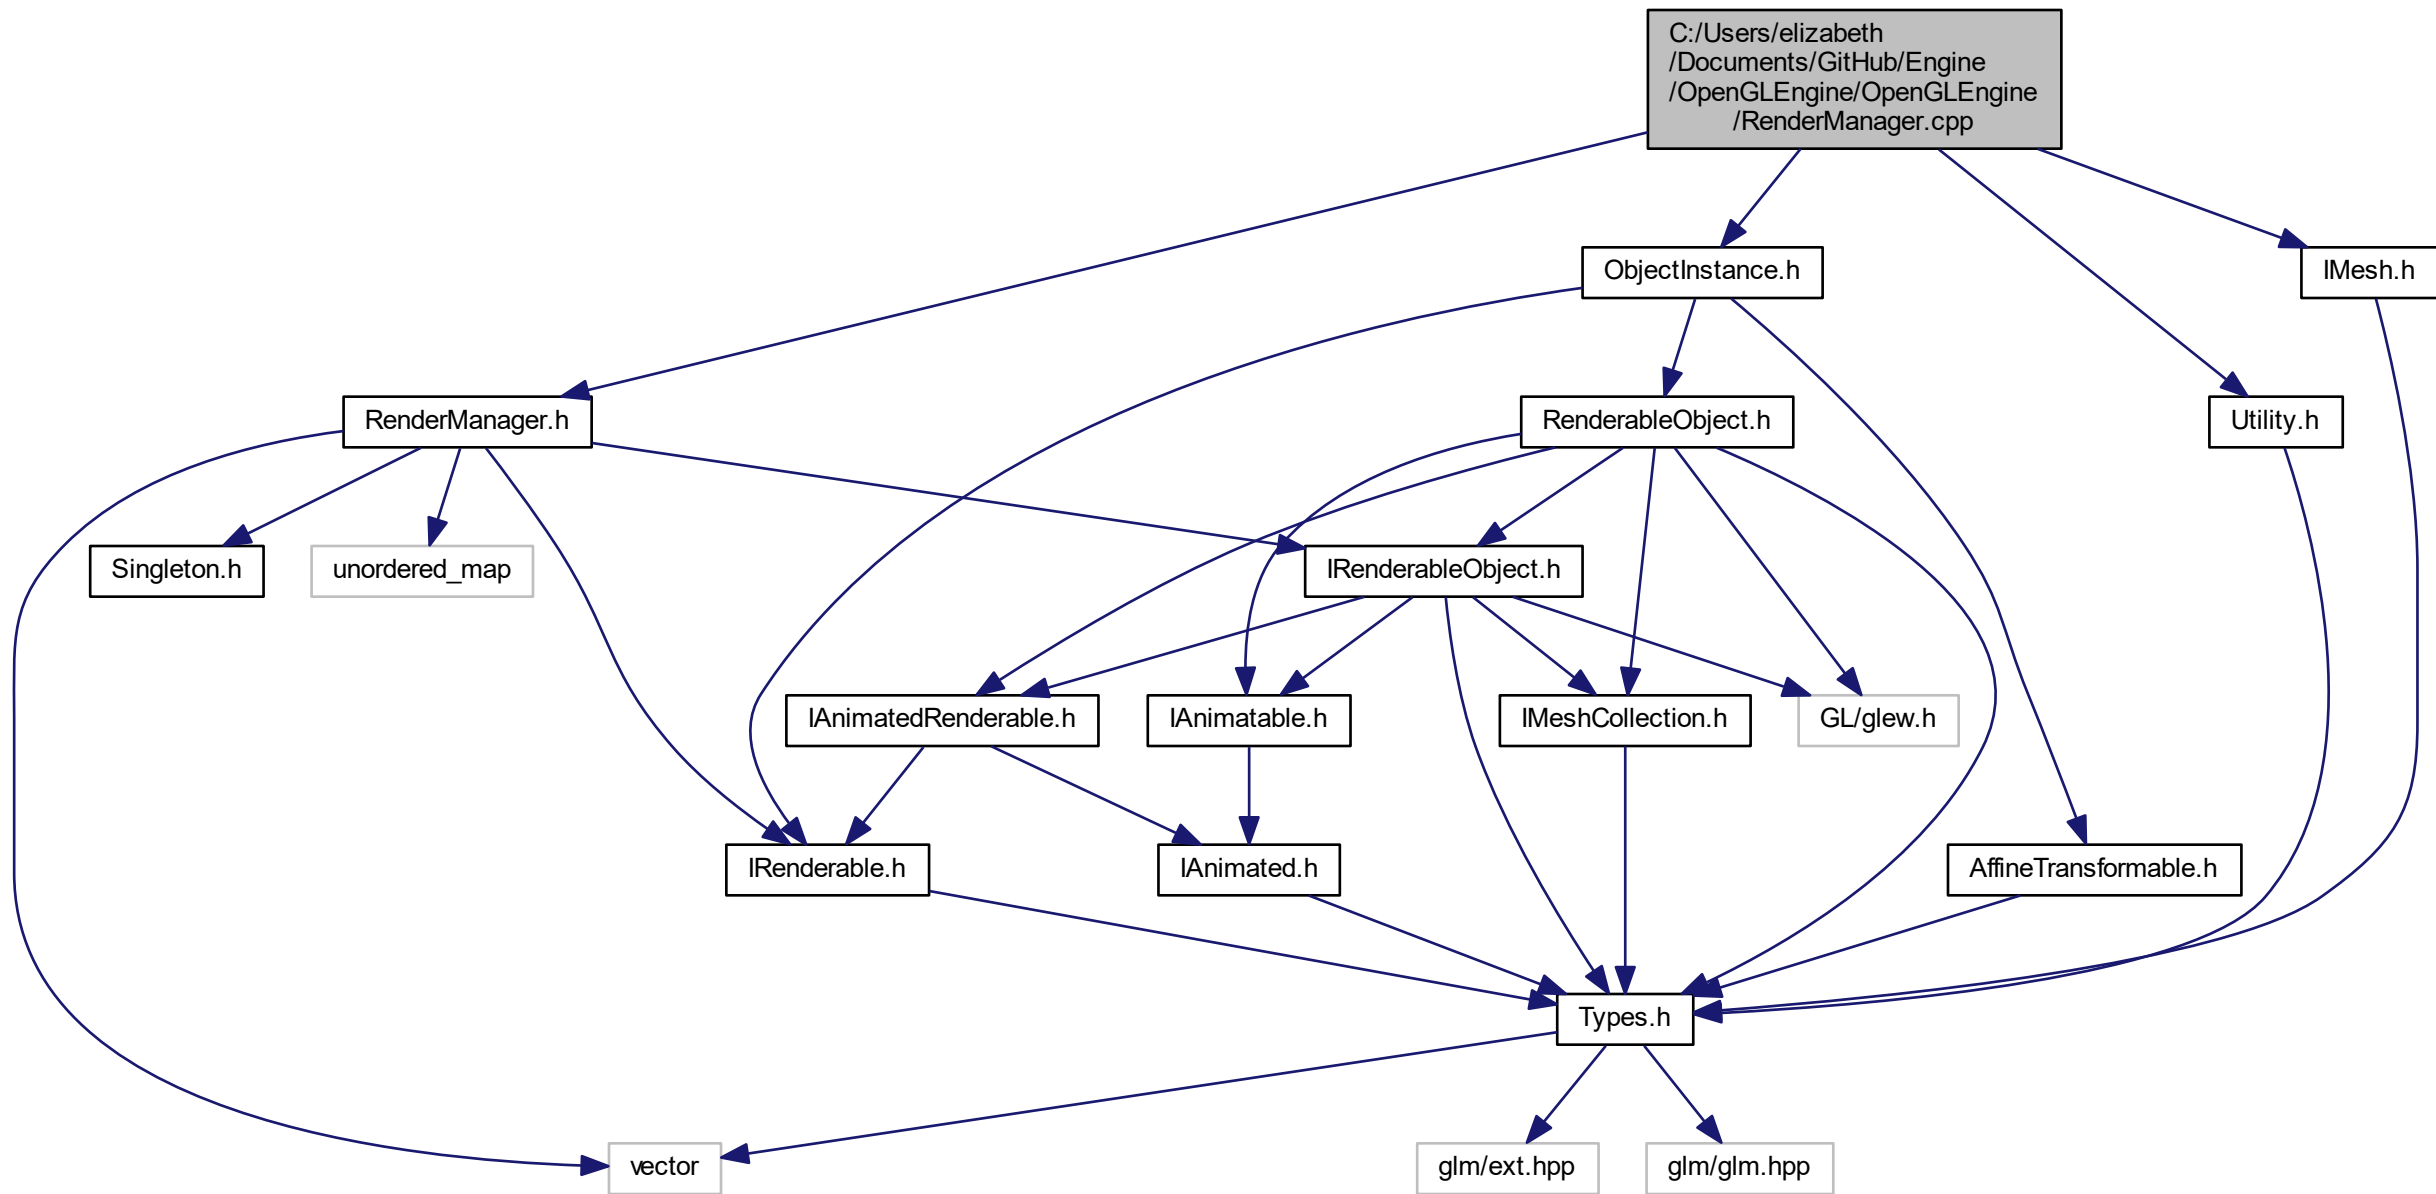 C:/Users/elizabeth
/Documents/GitHub/Engine
/OpenGLEngine/OpenGLEngine
/RenderManager.cpp
ObjectInstance.h
IMesh.h
RenderManager.h
RenderableObject.h
Utility.h
Singleton.h
unordered_map
IRenderableObject.h
IAnimatedRenderable.h
IAnimatable.h
IMeshCollection.h
GL/glew.h
IRenderable.h
IAnimated.h
AffineTransformable.h
Types.h
vector
glm/ext.hpp
glm/glm.hpp